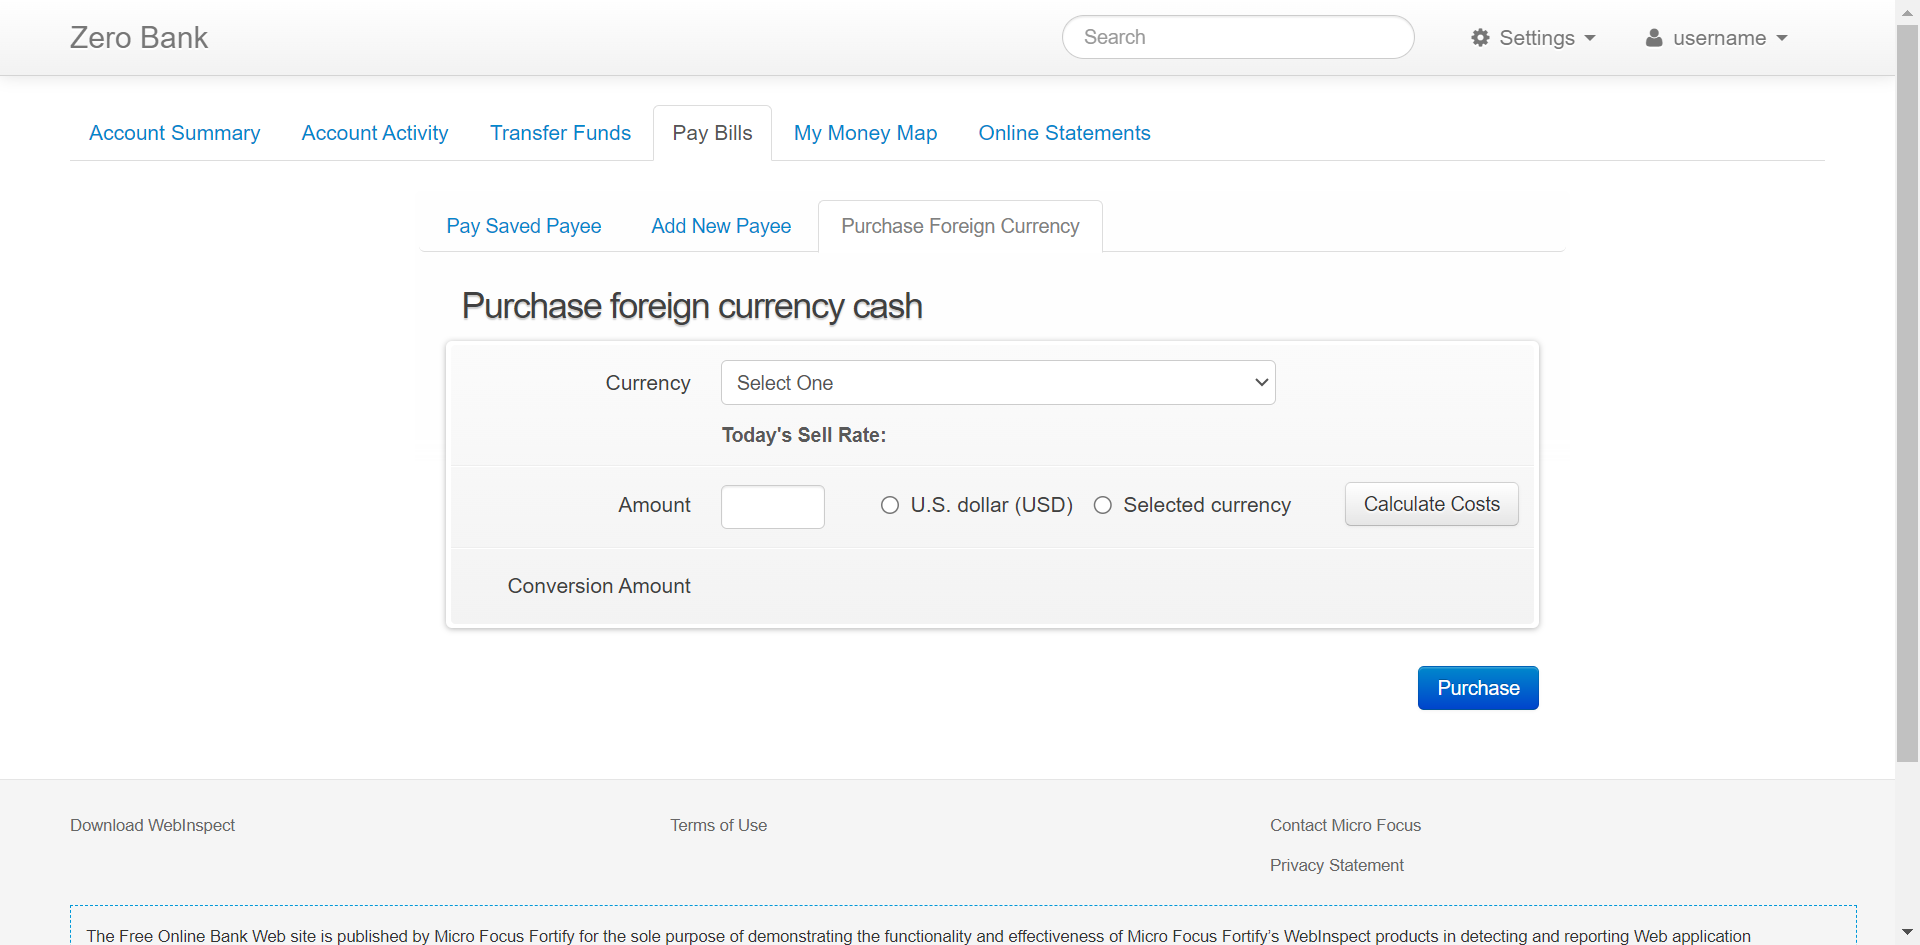 Zero Bank
Search
Settings
username
Account Summary
Account Activity
Transfer Funds
Pay Bills
My Money Map
Online Statements
Pay Saved Payee
Add New Payee
Purchase Foreign Currency
Purchase foreign currency cash
Currency
Select One
Today's Sell Rate:
Amount
U.S. dollar (USD)
Selected currency
Calculate Costs
Conversion Amount
Purchase
Download WebInspect
Terms of Use
Contact Micro Focus
Privacy Statement
The Free Online Bank Web site is published by Micro Focus Fortify for the sole purpose of demonstrating the functionality and effectiveness of Micro Focus Fortify’s WebInspect products in detecting and reporting Web application